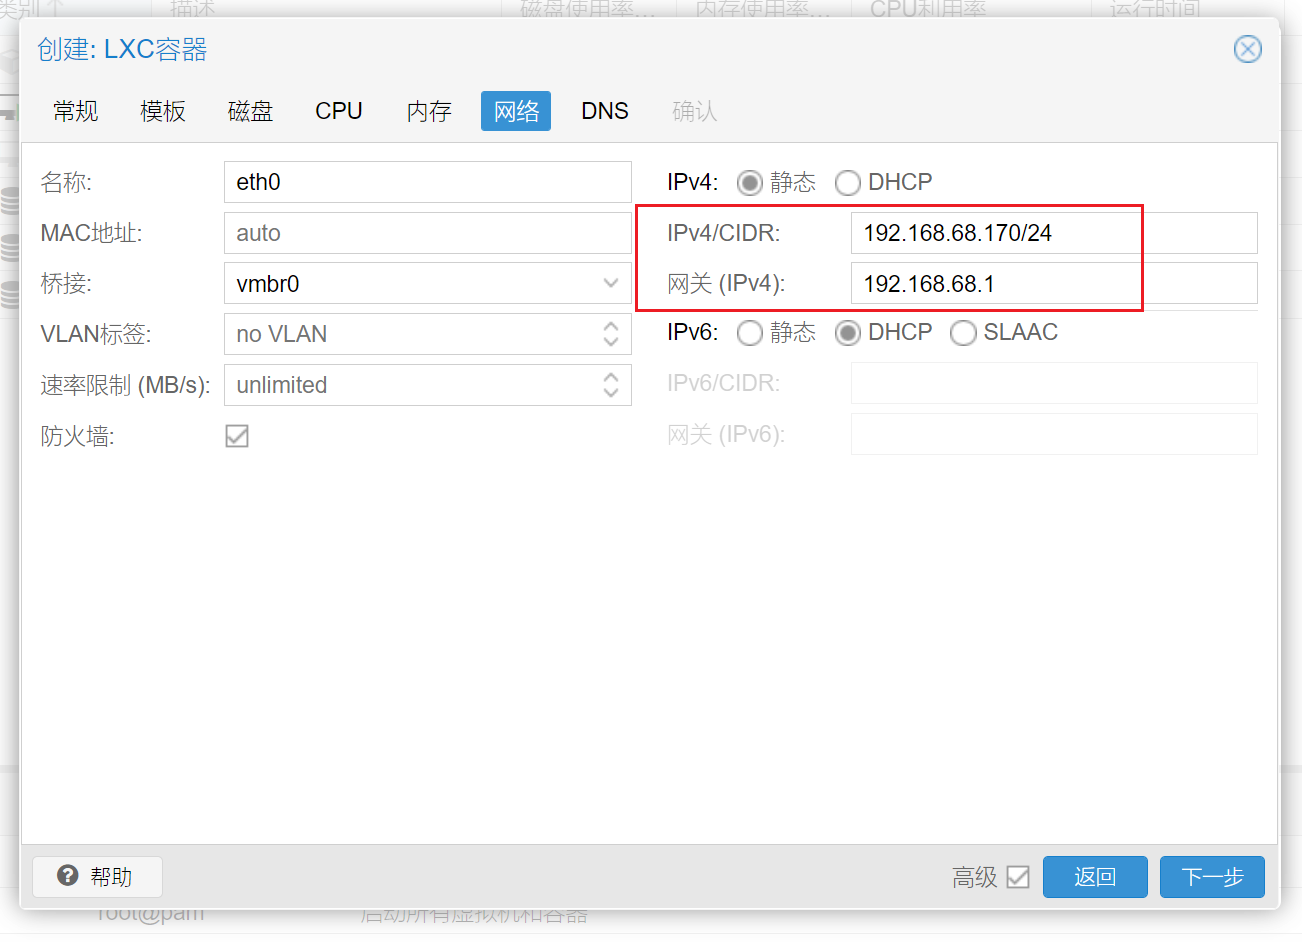 类别 描述 磁盘使用率... 内存使用率... CPU利用率 运行时间
创建: LXC容器
常规 模板 磁盘 CPU 内存 网络 DNS 确认
名称: eth0
IPv4: 静态 DHCP
MAC地址: auto
IPv4/CIDR: 192.168.68.170/24
桥接: vmbr0
网关 (IPv4): 192.168.68.1
VLAN标签: no VLAN
IPv6: 静态 DHCP SLAAC
速率限制 (MB/s): unlimited
IPv6/CIDR:
防火墙:
网关 (IPv6):
帮助 高级 返回 下一步
root@pam 启动所有虚拟机和容器